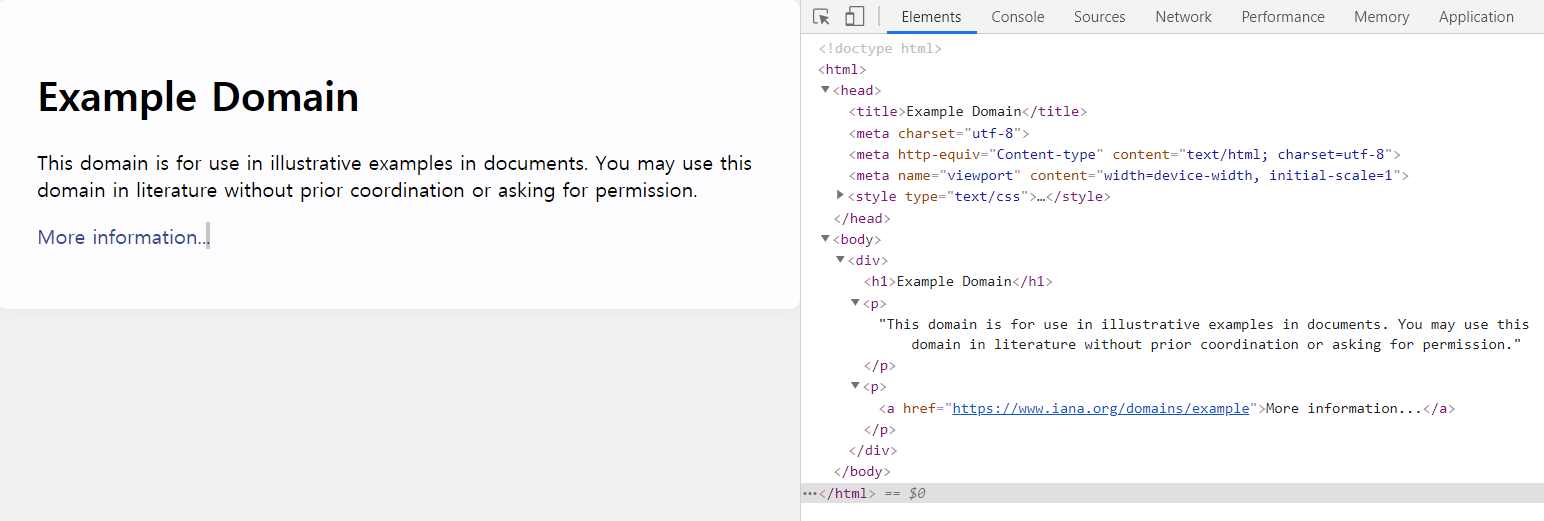 Example Domain
This domain is for use in illustrative examples in documents. You may use this
domain in literature without prior coordination or asking for permission.
More information...
Elements Console Sources Network Performance Memory Application
<!doctype html>
<html>
<head>
<title>Example Domain</title>
<meta charset="utf-8">
<meta http-equiv="Content-type" content="text/html; charset=utf-8">
<meta name="viewport" content="width=device-width, initial-scale=1">
<style type="text/css">…</style>
</head>
<body>
<div>
<h1>Example Domain</h1>
<p>
"This domain is for use in illustrative examples in documents. You may use this
domain in literature without prior coordination or asking for permission."
</p>
<p>
<a href="https://www.iana.org/domains/example">More information...</a>
</p>
</div>
</body>
…</html> == $0